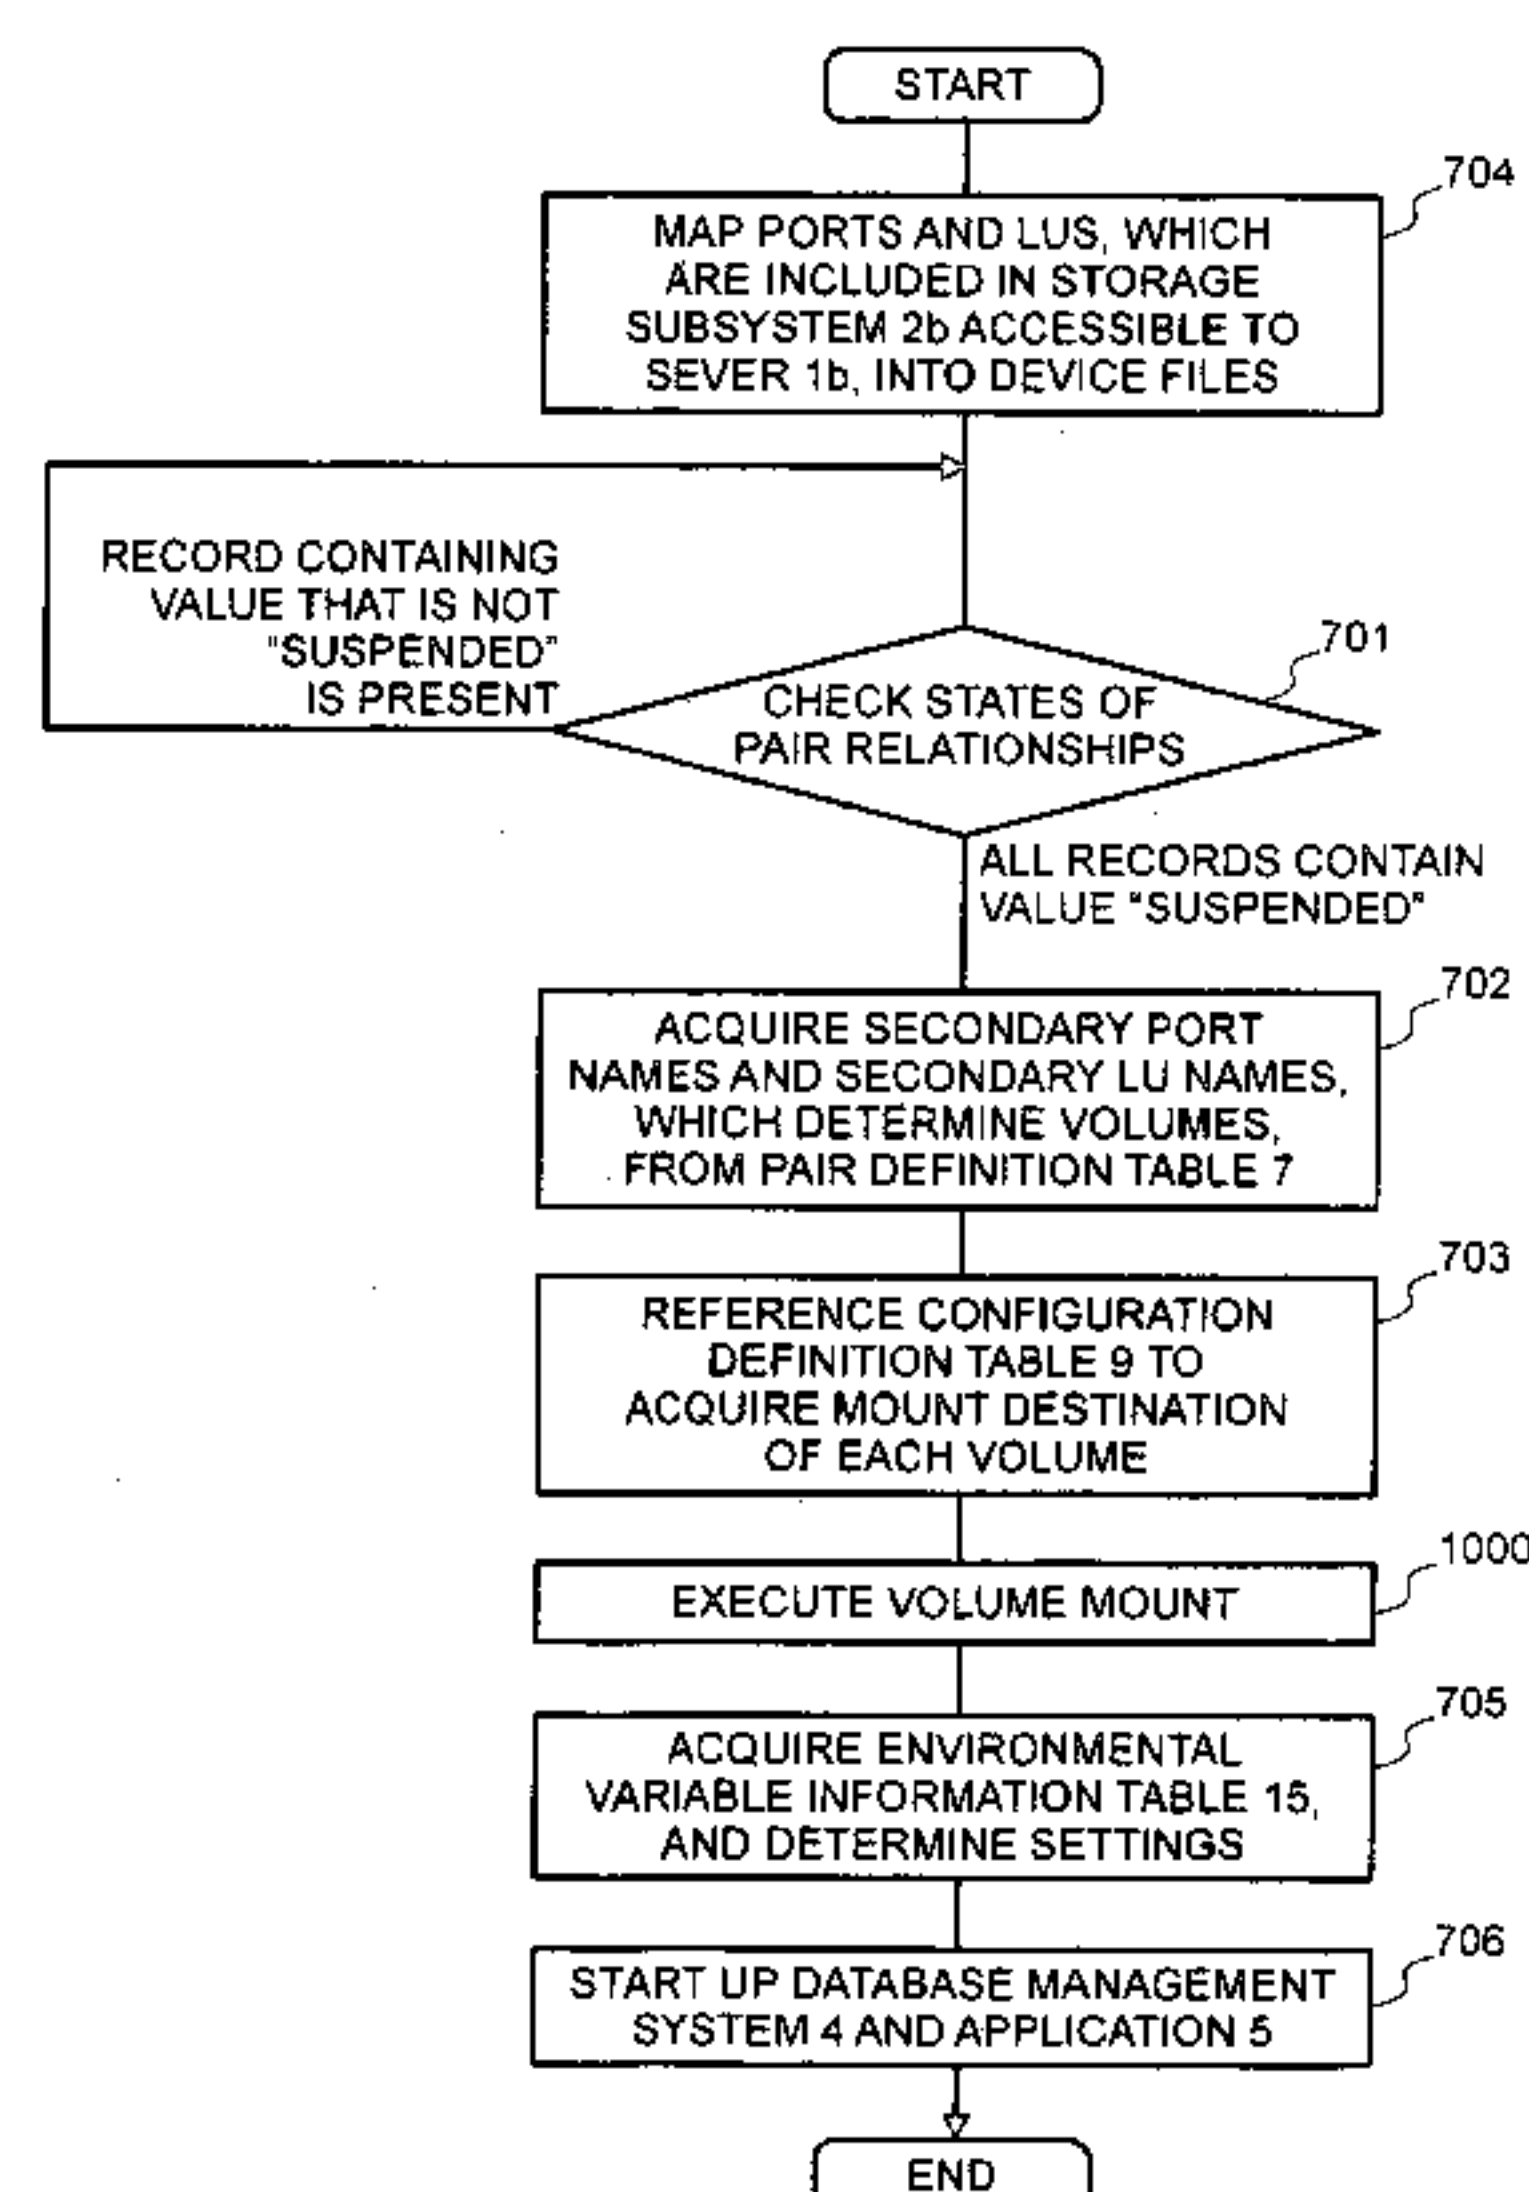 START
704
MAP PORTS AND LUS, WHICH
ARE INCLUDED IN STORAGE
SUBSYSTEM 2b ACCESSIBLE TO
SEVER 1b, INTO DEVICE FILES
RECORD CONTAINING
VALUE THAT IS NOT
"SUSPENDED"
IS PRESENT
701
CHECK STATES OF
PAIR RELATIONSHIPS
ALL RECORDS CONTAIN
VALUE "SUSPENDED"
702
ACQUIRE SECONDARY PORT
NAMES AND SECONDARY LU NAMES,
WHICH DETERMINE VOLUMES,
FROM PAIR DEFINITION TABLE 7
703
REFERENCE CONFIGURATION
DEFINITION TABLE 9 TO
ACQUIRE MOUNT DESTINATION
OF EACH VOLUME
1000
EXECUTE VOLUME MOUNT
705
ACQUIRE ENVIRONMENTAL
VARIABLE INFORMATION TABLE 15,
AND DETERMINE SETTINGS
706
START UP DATABASE MANAGEMENT
SYSTEM 4 AND APPLICATION 5
END